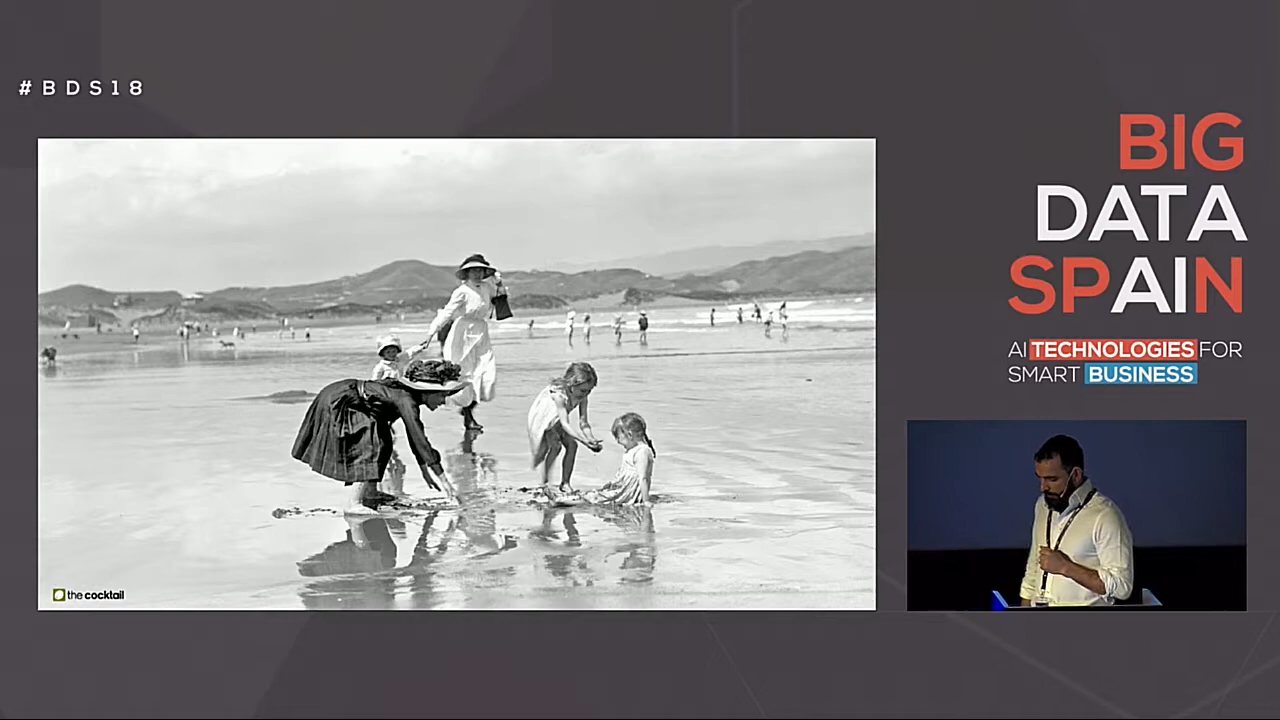 #BDS18
BIG
DATA
SPAIN
AI TECHNOLOGIES FOR
SMART BUSINESS
the cocktail